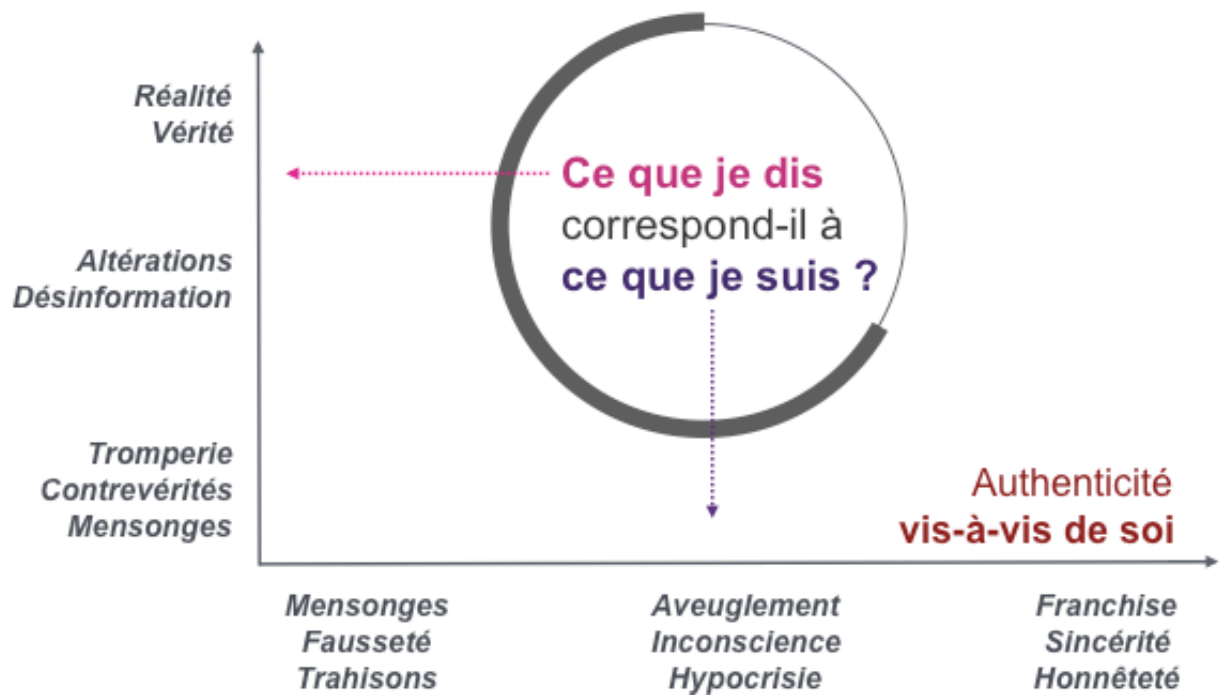 Réalité
Vérité
Ce que je dis
correspond-il à
ce que je suis ?
Altérations
Désinformation
Tromperie
Contrevérités
Mensonges
Authenticité
vis-à-vis de soi
Mensonges
Fausseté
Trahisons
Aveuglement
Inconscience
Hypocrisie
Franchise
Sincérité
Honnêteté